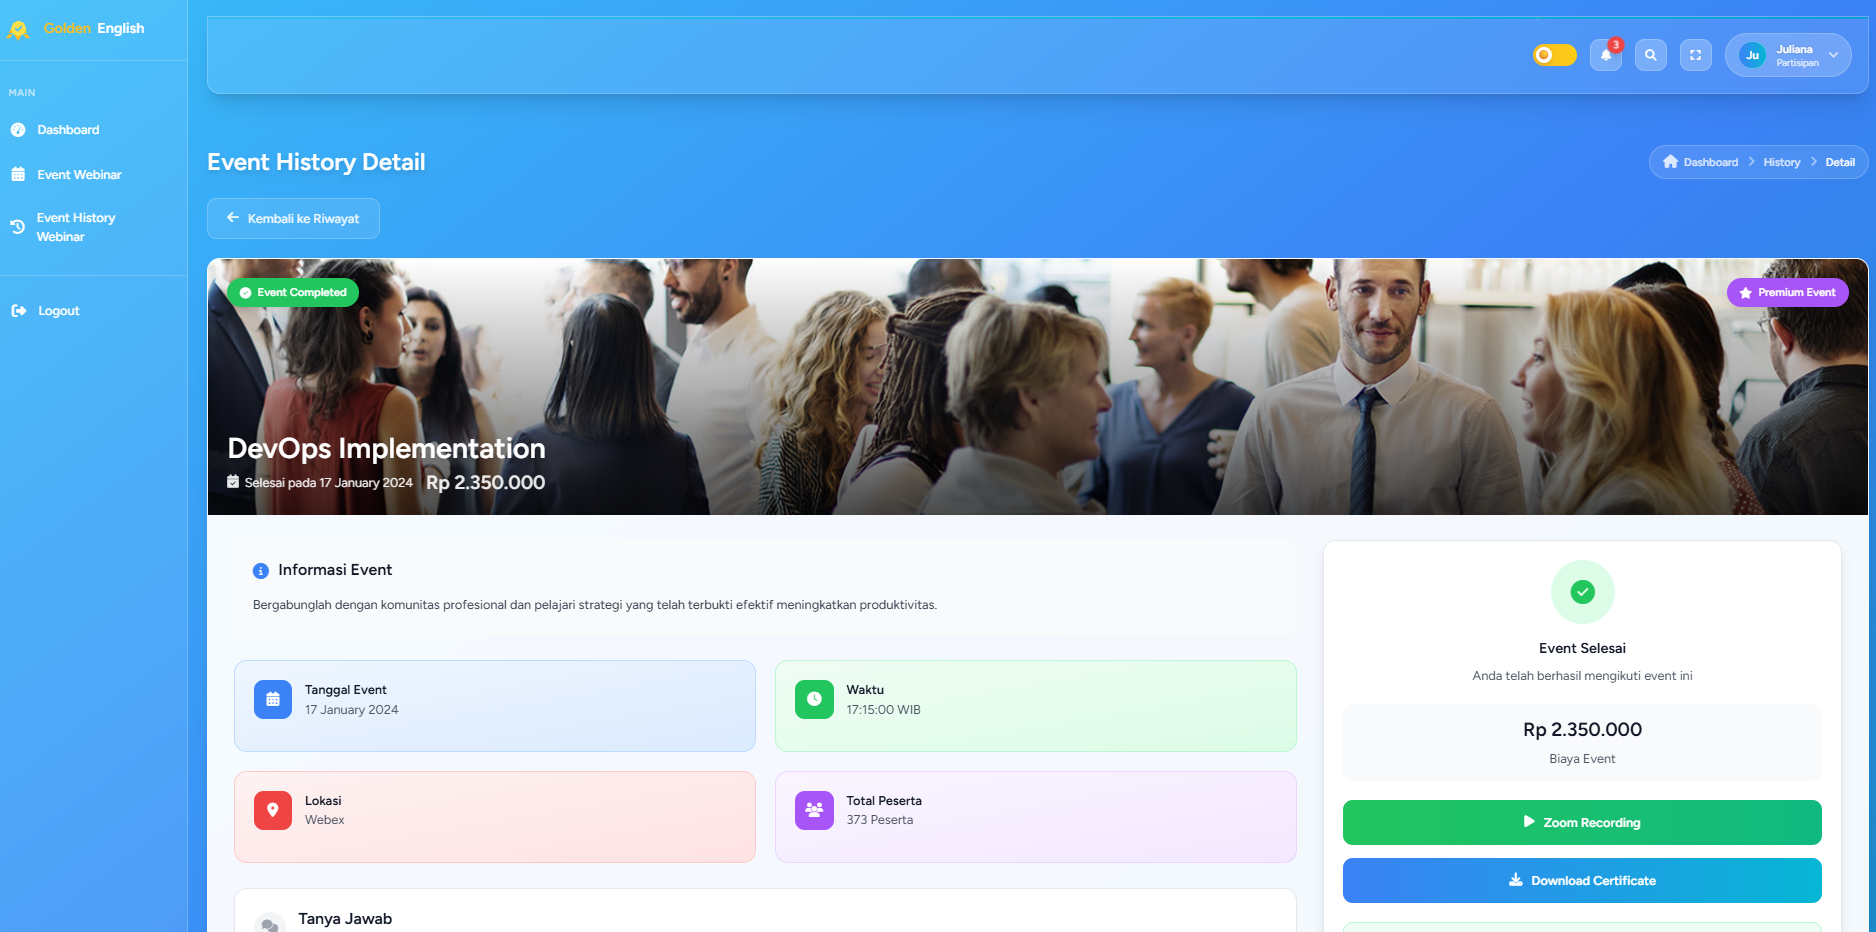 Golden English
MAIN
Dashboard
Event Webinar
Event History
Webinar
Logout
3
Ju
Juliana
Partisipan
Event History Detail
Dashboard > History > Detail
Kembali ke Riwayat
Event Completed
Premium Event
DevOps Implementation
Selesai pada 17 January 2024 Rp 2.350.000
Informasi Event
Bergabunglah dengan komunitas profesional dan pelajari strategi yang telah terbukti efektif meningkatkan produktivitas.
Tanggal Event
17 January 2024
Waktu
17:15:00 WIB
Lokasi
Webex
Total Peserta
373 Peserta
Tanya Jawab
Event Selesai
Anda telah berhasil mengikuti event ini
Rp 2.350.000
Biaya Event
Zoom Recording
Download Certificate